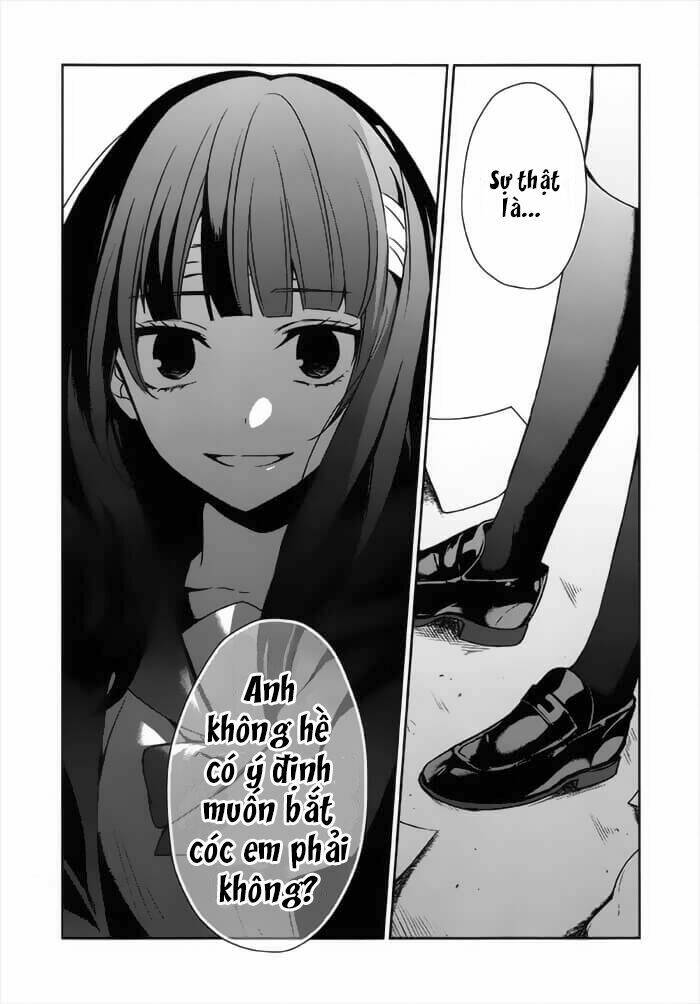 Sự thật
là...
Anh
không hề
có ý định
muốn bắt
cóc em phải
không?